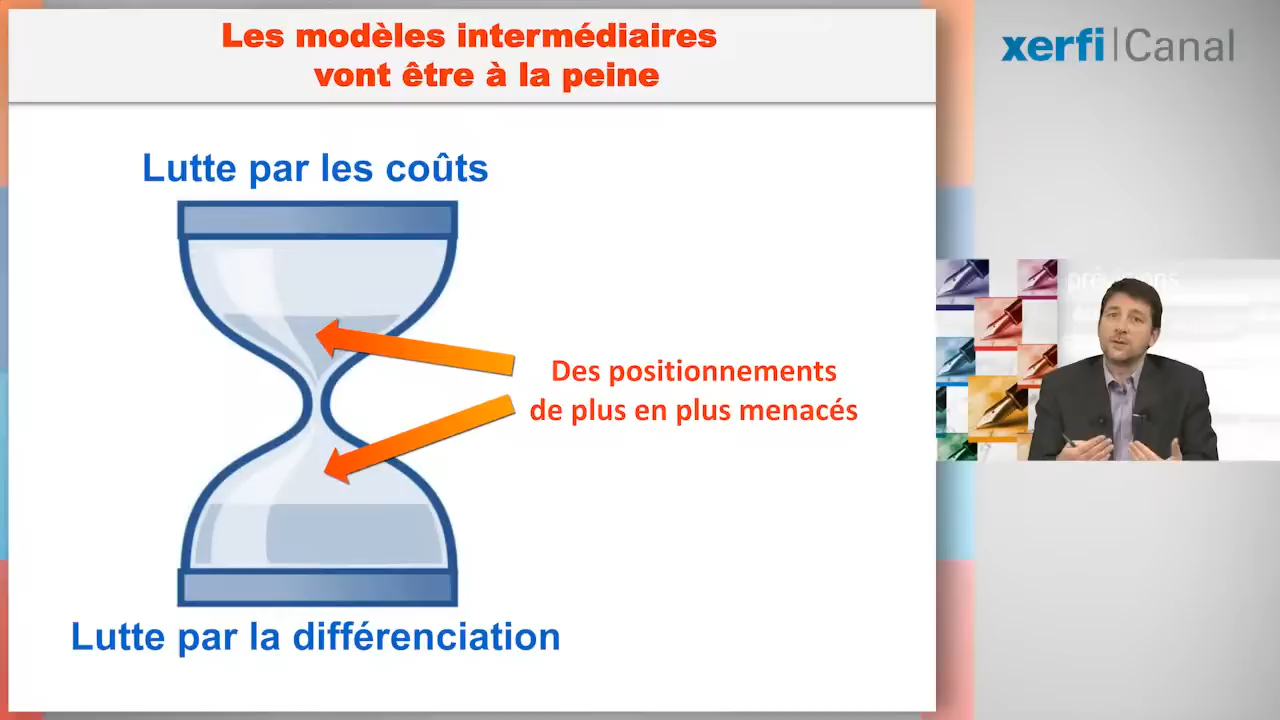 Les modèles intermédiaires
vont être à la peine
xerfi Canal
Lutte par les coûts
prévisions
Des positionnements
de plus en plus menacés
Lutte par la différenciation